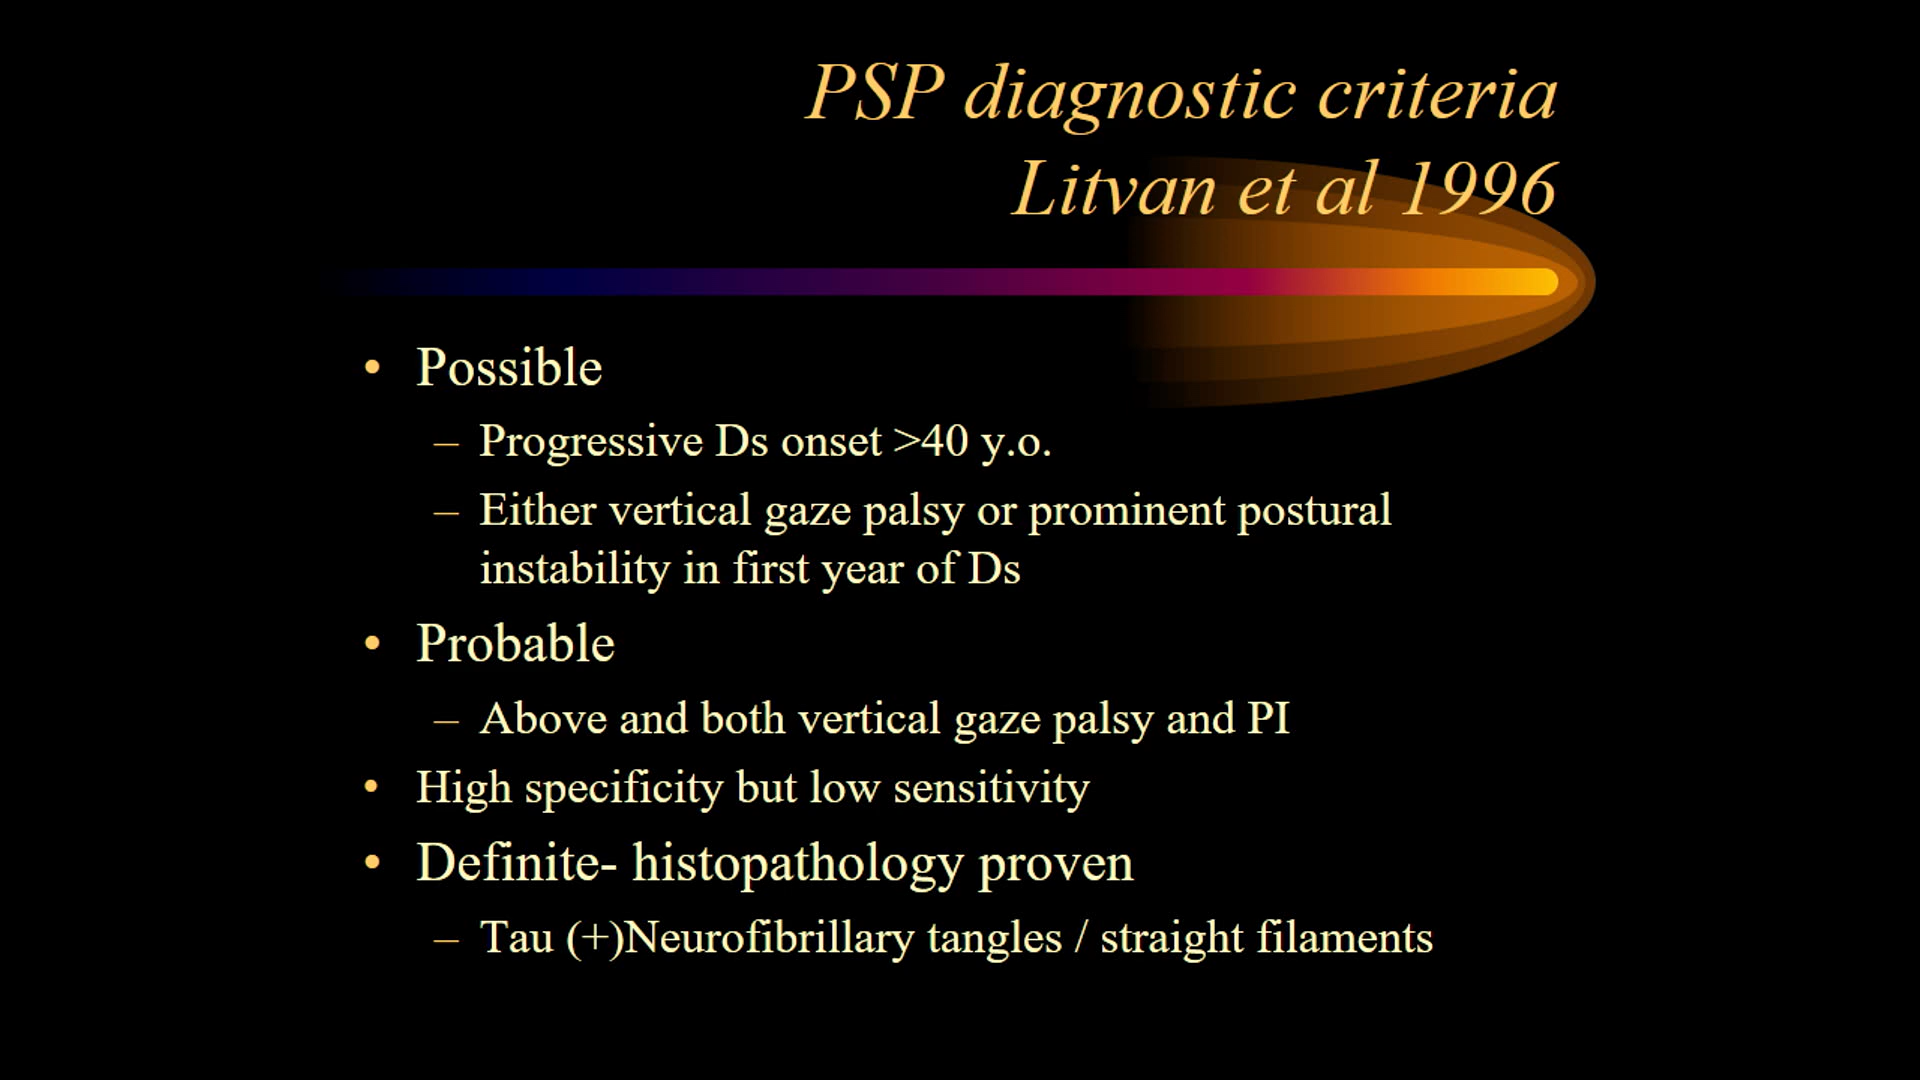 PSP diagnostic criteria
Litvan et al 1996
• Possible
– Progressive Ds onset >40 y.o.
– Either vertical gaze palsy or prominent postural
instability in first year of Ds
• Probable
– Above and both vertical gaze palsy and PI
• High specificity but low sensitivity
• Definite- histopathology proven
– Tau (+)Neurofibrillary tangles / straight filaments